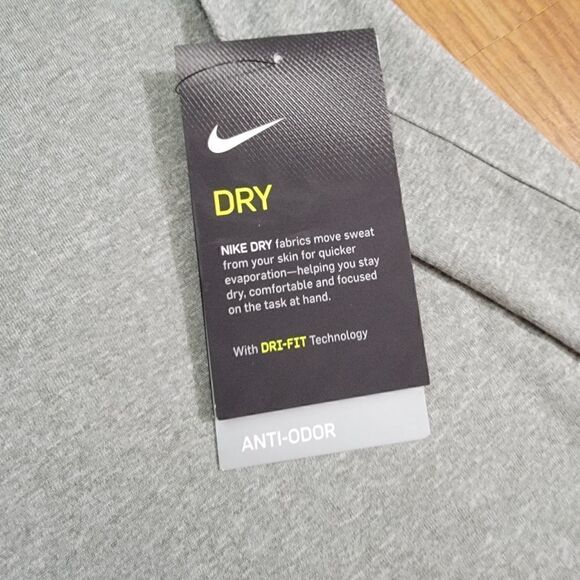 DRY
NIKE DRY fabrics move sweat
from your skin for quicker
evaporation—helping you stay
dry, comfortable and focused
on the task at hand.
With DRI-FIT Technology
ANTI-ODOR